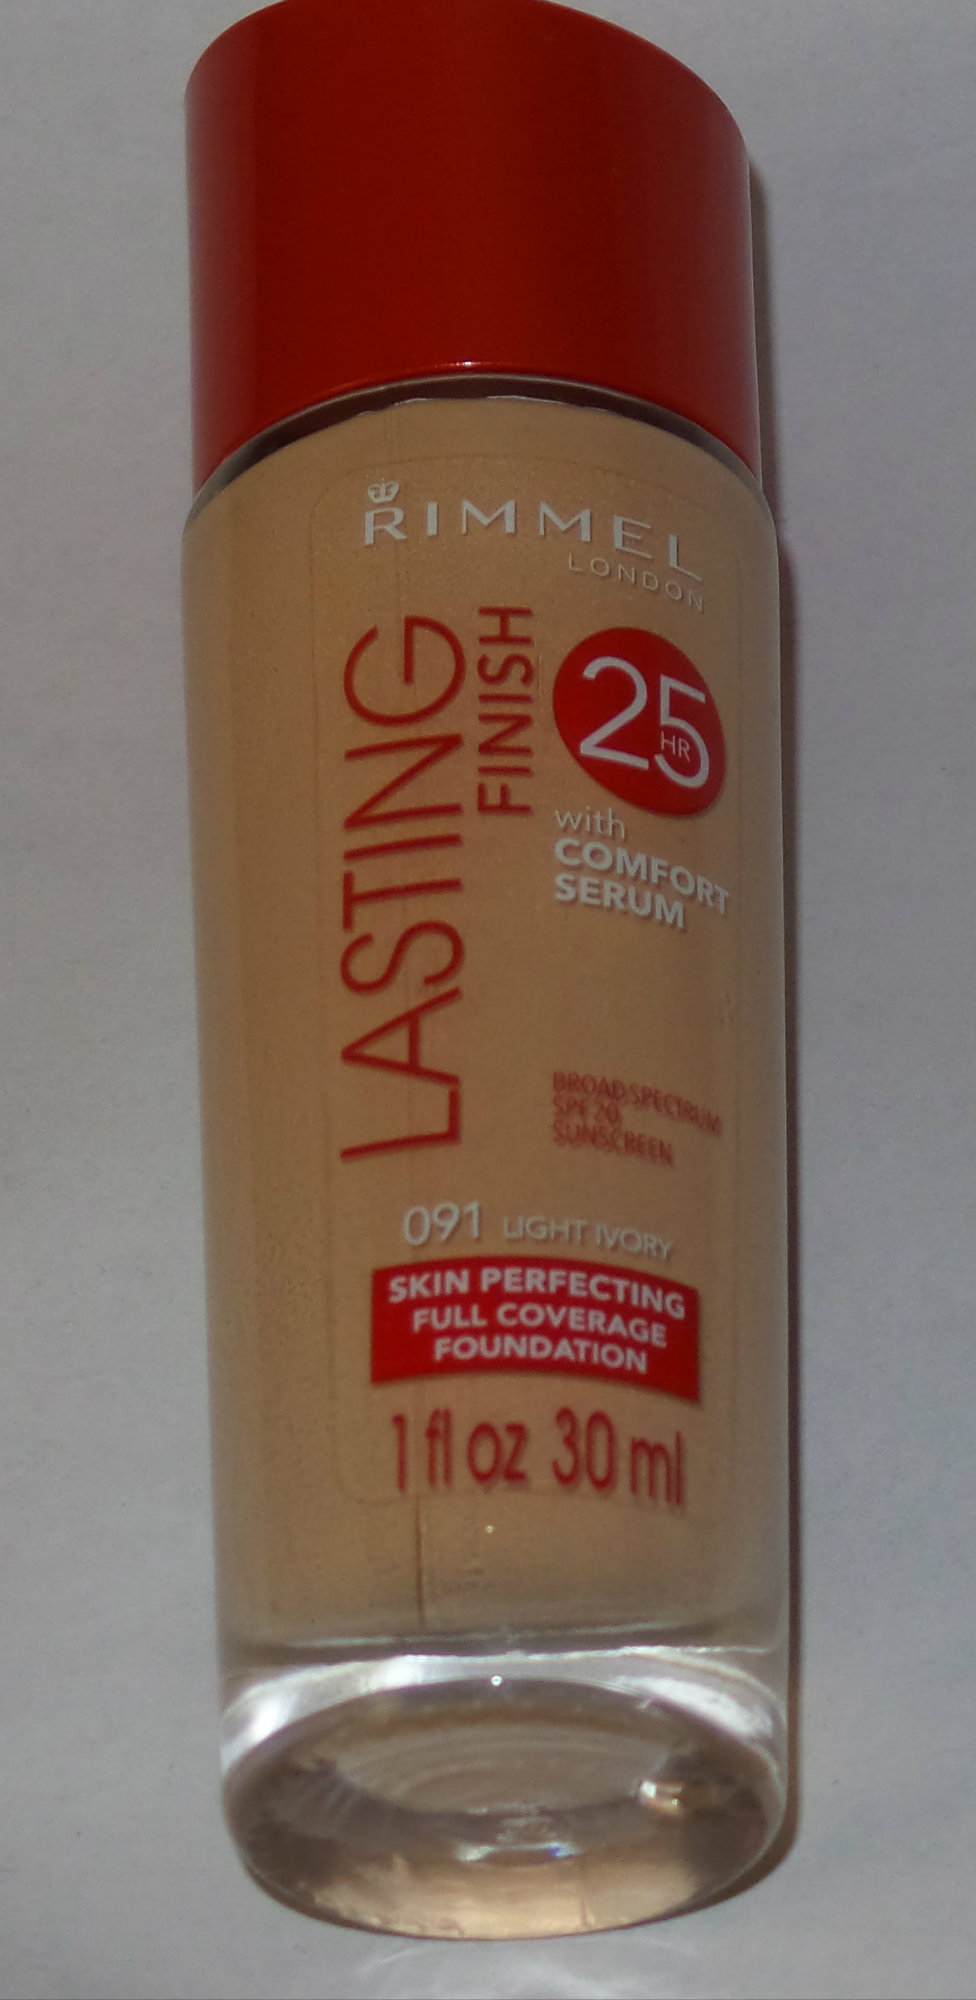 RIMMEL
LONDON
LASTING
FINISH
25
HR
with
COMFORT
SERUM
BROAD SPECTRUM
SPF 20
SUNSCREEN
091 LIGHT IVORY
SKIN PERFECTING
FULL COVERAGE
FOUNDATION
1 fl oz 30 ml